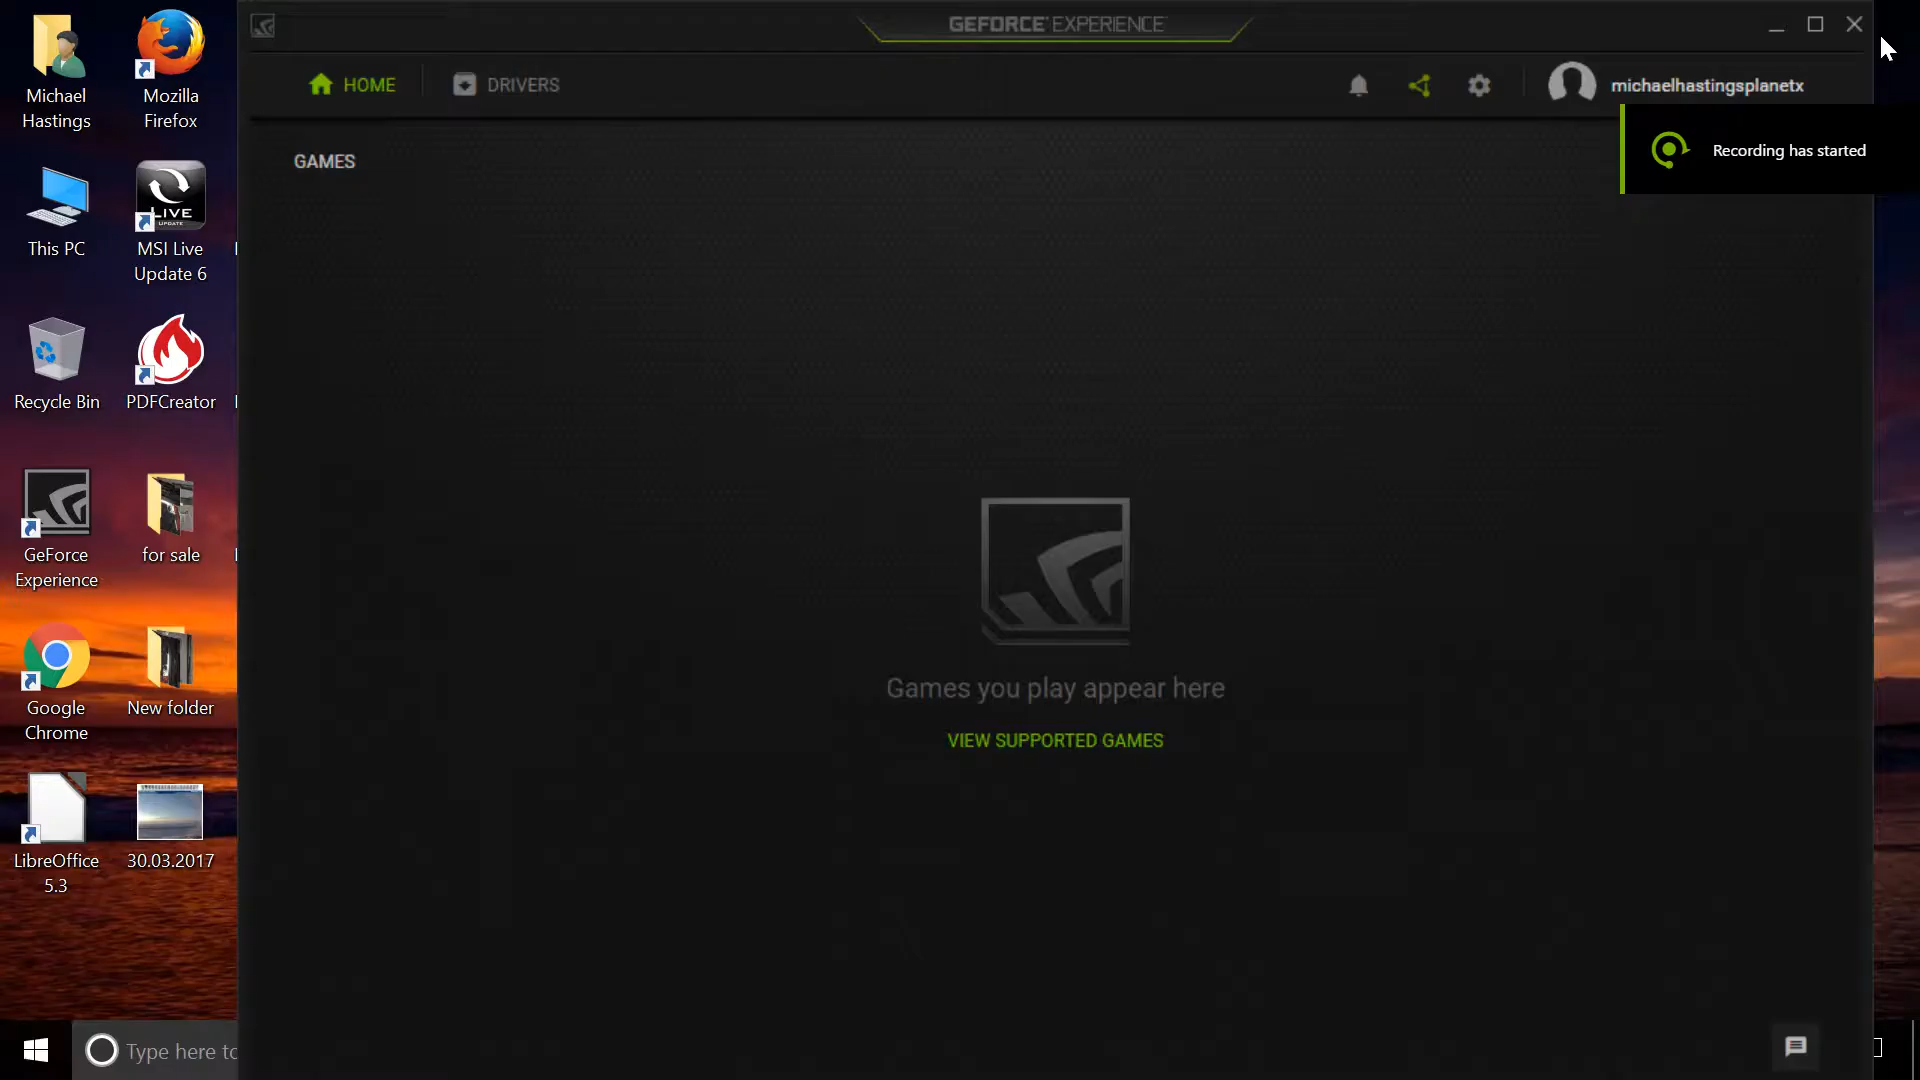 GEFORCE EXPERIENCE
HOME
DRIVERS
michaelhastingsplanetx
Recording has started
GAMES
Games you play appear here
VIEW SUPPORTED GAMES
Michael
Hastings
Mozilla
Firefox
This PC
LIVE
UPDATE
MSI Live
Update 6
Recycle Bin
PDFCreator
GeForce
Experience
for sale
Google
Chrome
New folder
LibreOffice
5.3
30.03.2017
Type here to